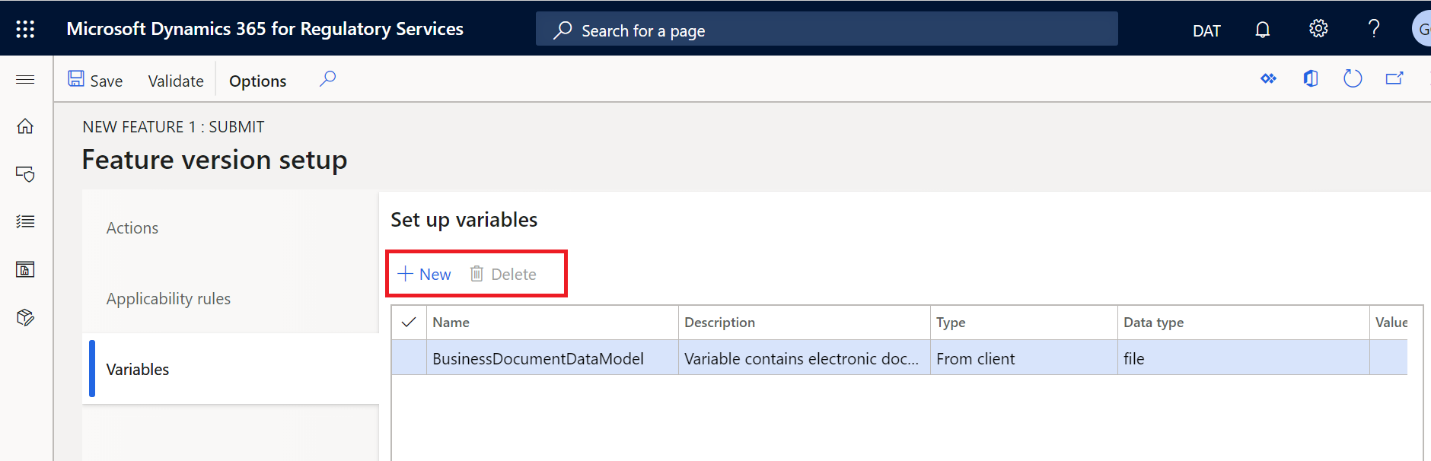 Microsoft Dynamics 365 for Regulatory Services Search for a page DAT ? G
Save Validate Options
NEW FEATURE 1 : SUBMIT
Feature version setup
Actions
Applicability rules
Variables
Set up variables
New Delete
Name Description Type Data type Value
BusinessDocumentDataModel Variable contains electronic doc... From client file